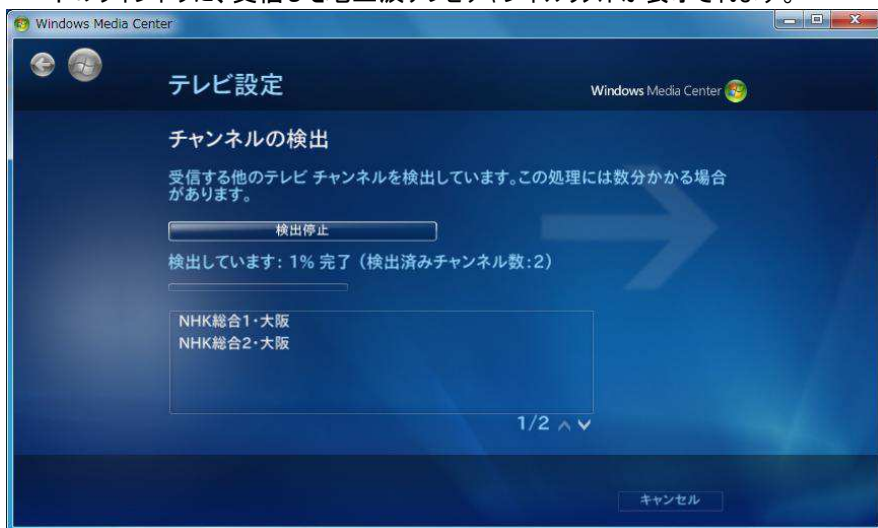 Windows Media Center
テレビ設定
Windows Media Center
チャンネルの検出
受信する他のテレビ チャンネルを検出しています。この処理には数分かかる場合
があります。
検出停止
検出しています: 1% 完了 (検出済みチャンネル数:2)
NHK総合1・大阪
NHK総合2・大阪
1/2
キャンセル